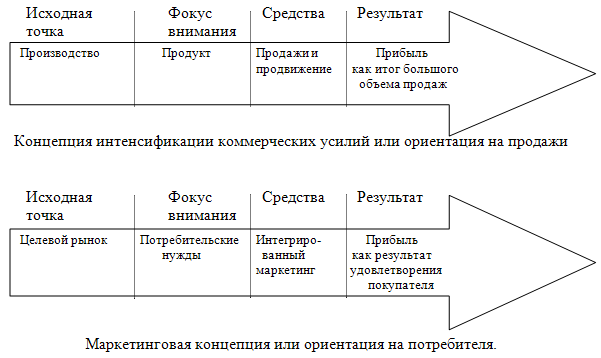 Исходная точка
Фокус внимания
Средства
Результат
Производство
Продукт
Продажи и
продвижение
Прибыль
как итог большого
объема продаж
Концепция интенсификации коммерческих усилий или ориентация на продажи
Исходная точка
Фокус внимания
Средства
Результат
Целевой рынок
Потребительские
нужды
Интегриро-
ванный
маркетинг
Прибыль
как результат
удовлетворения
покупателя
Маркетинговая концепция или ориентация на потребителя.